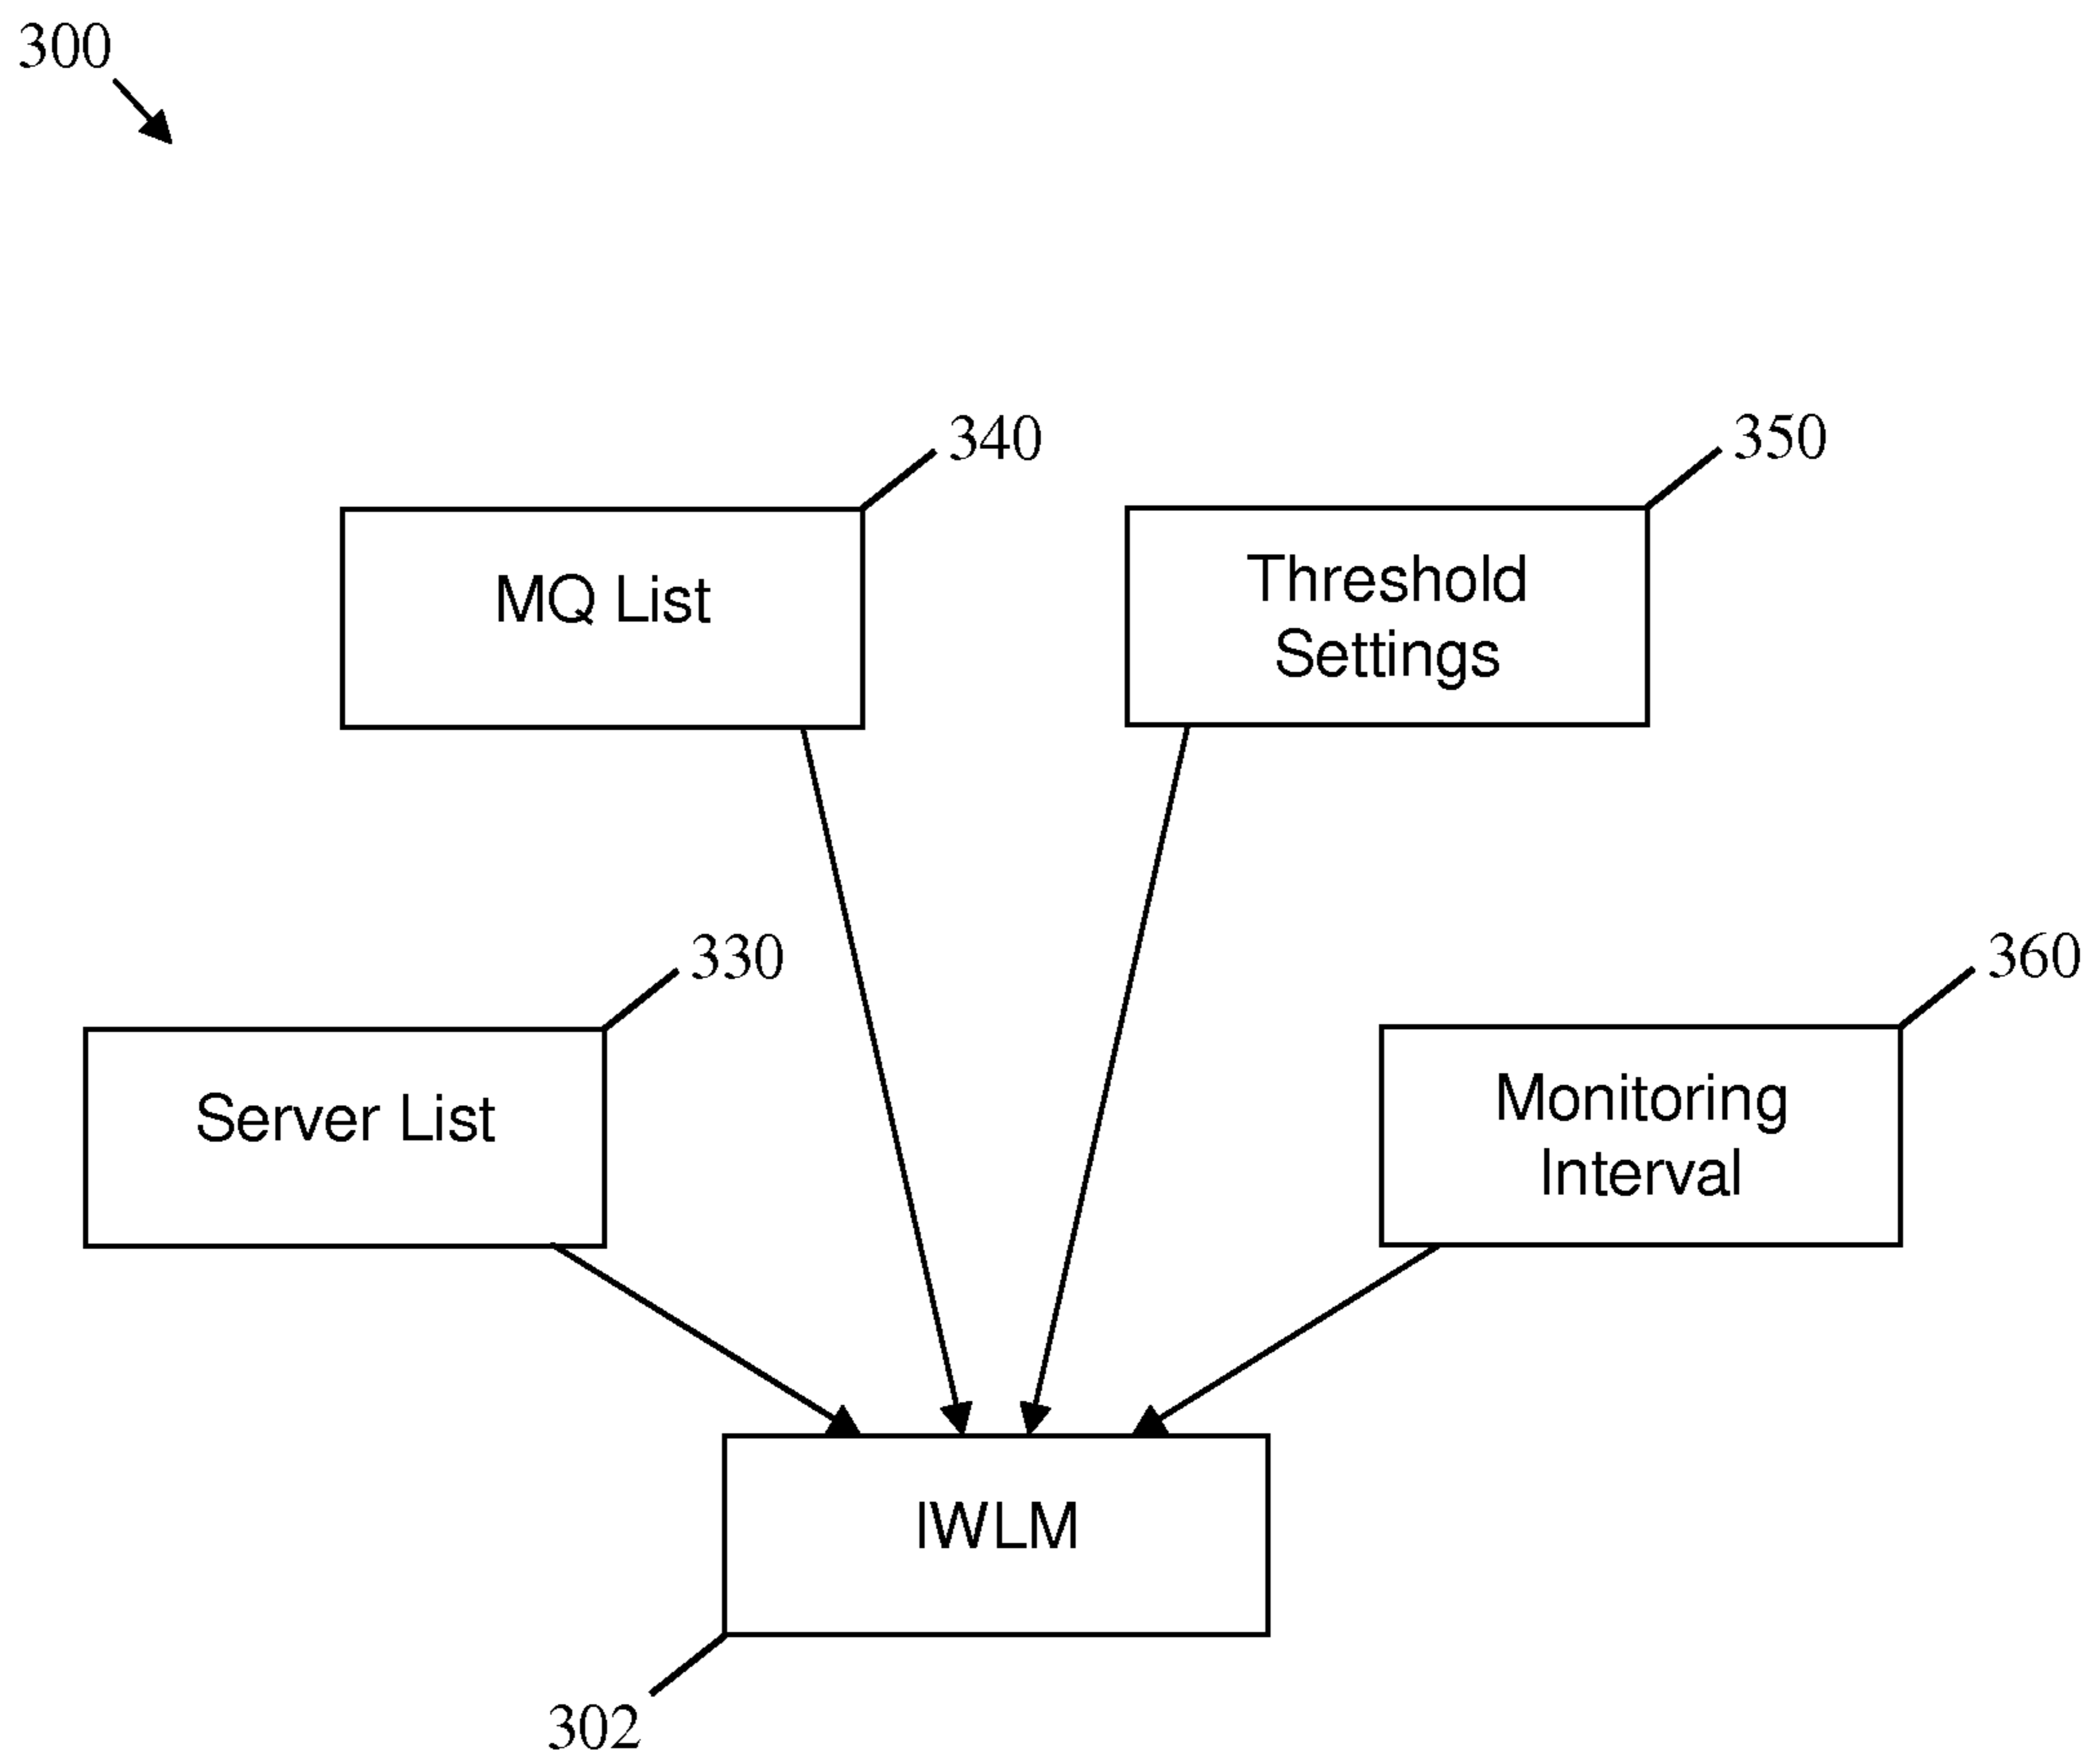 300
340
350
MQ List
Threshold
Settings
330
360
Server List
Monitoring
Interval
IWLM
302